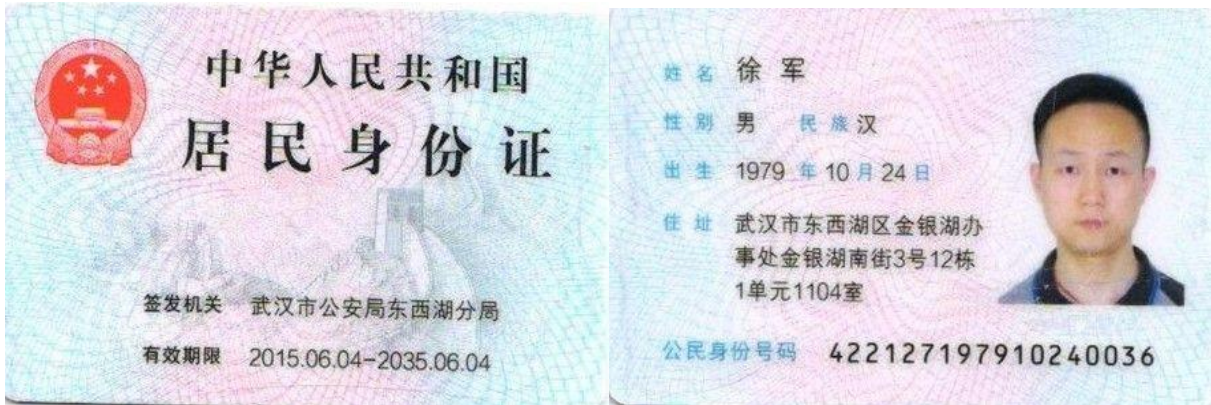 中华人民共和国
居民身份证
签发机关 武汉市公安局东西湖分局
有效期限 2015.06.04-2035.06.04
姓名 徐军
性别 男 民族 汉
出生 1979 年 10 月 24 日
住址 武汉市东西湖区金银湖办
事处金银湖南街3号12栋
1单元1104室
公民身份号码 422127197910240036